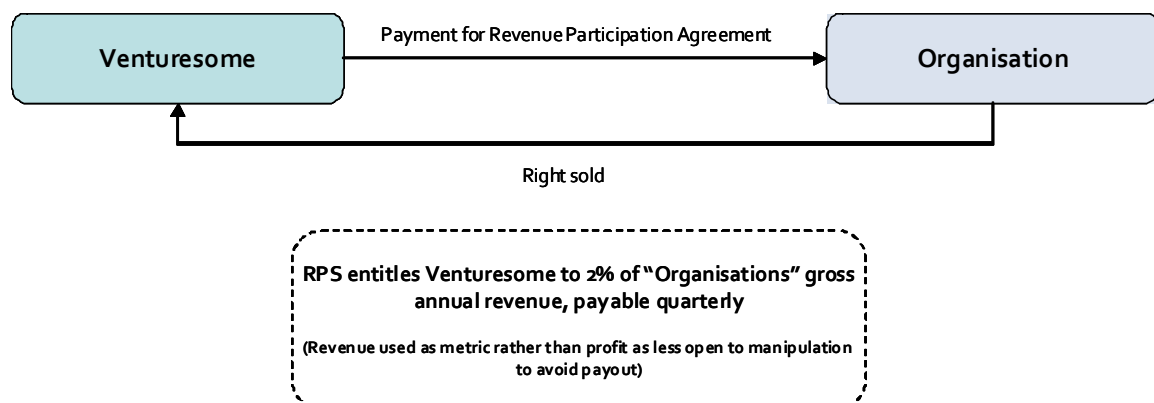 Payment for Revenue Participation Agreement
Venturesome
Organisation
Right sold
RPS entitles Venturesome to 2% of “Organisations” gross
annual revenue, payable quarterly
(Revenue used as metric rather than profit as less open to manipulation
to avoid payout)